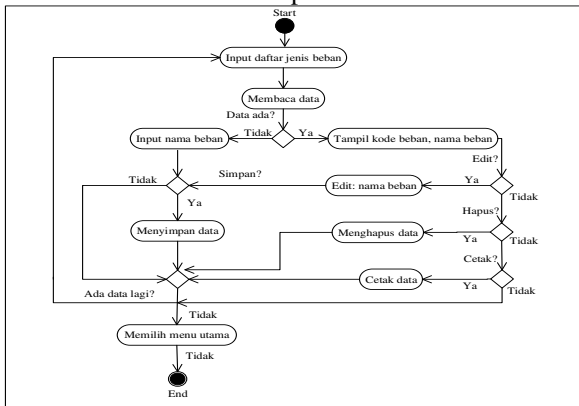 Start
Input daftar jenis beban
Membaca data
Data ada?
Tidak
Ya
Input nama beban
Tampil kode beban, nama beban
Edit?
Tidak
Simpan?
Edit: nama beban
Ya
Tidak
Ya
Hapus?
Menyimpan data
Menghapus data
Ya
Tidak
Cetak?
Cetak data
Ya
Tidak
Ada data lagi?
Tidak
Memilih menu utama
Tidak
End